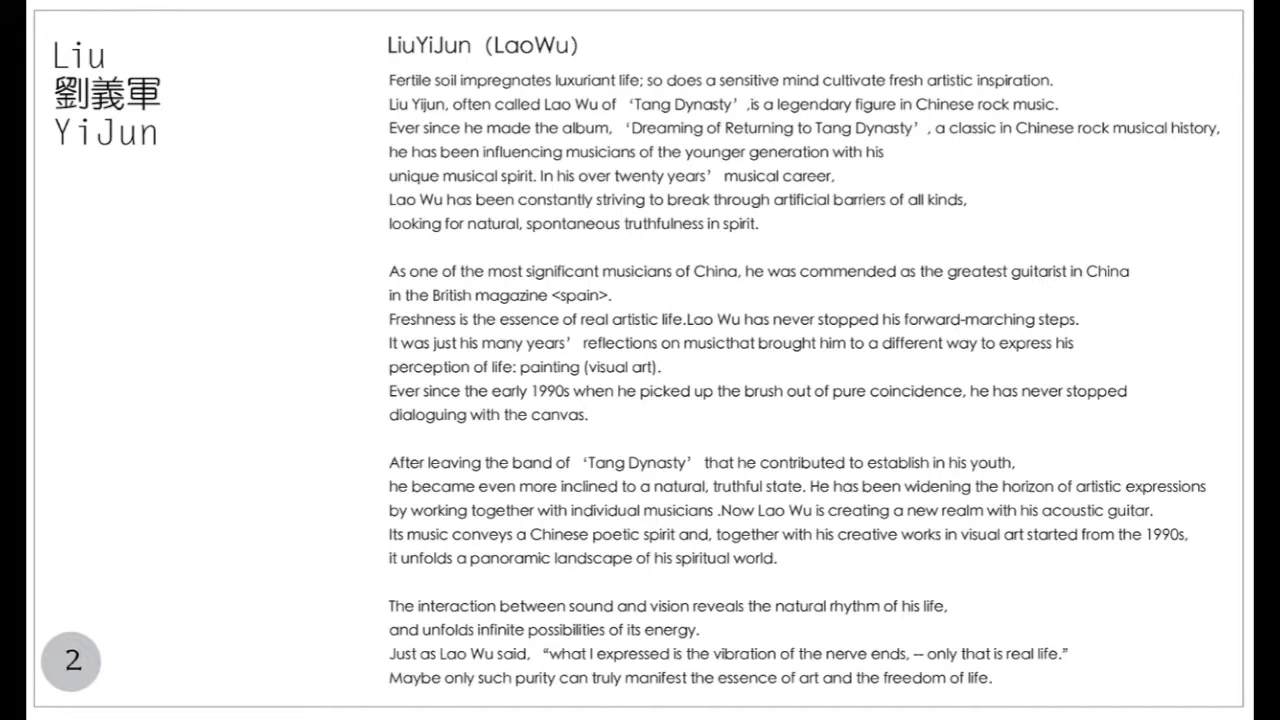 Liu
劉義軍
YiJun
LiuYiJun（LaoWu）
Fertile soil impregnates luxuriant life; so does a sensitive mind cultivate fresh artistic inspiration.
Liu Yijun, often called Lao Wu of ‘Tang Dynasty’ ,is a legendary figure in Chinese rock music.
Ever since he made the album, ‘Dreaming of Returning to Tang Dynasty’ , a classic in Chinese rock musical history,
he has been influencing musicians of the younger generation with his
unique musical spirit. In his over twenty years’ musical career,
Lao Wu has been constantly striving to break through artificial barriers of all kinds,
looking for natural, spontaneous truthfulness in spirit.
As one of the most significant musicians of China, he was commended as the greatest guitarist in China
in the British magazine <spain>.
Freshness is the essence of real artistic life.Lao Wu has never stopped his forward-marching steps.
It was just his many years’ reflections on musicthat brought him to a different way to express his
perception of life: painting (visual art).
Ever since the early 1990s when he picked up the brush out of pure coincidence, he has never stopped
dialoguing with the canvas.
After leaving the band of ‘Tang Dynasty’ that he contributed to establish in his youth,
he became even more inclined to a natural, truthful state. He has been widening the horizon of artistic expressions
by working together with individual musicians .Now Lao Wu is creating a new realm with his acoustic guitar.
Its music conveys a Chinese poetic spirit and, together with his creative works in visual art started from the 1990s,
it unfolds a panoramic landscape of his spiritual world.
The interaction between sound and vision reveals the natural rhythm of his life,
and unfolds infinite possibilities of its energy.
Just as Lao Wu said, “what I expressed is the vibration of the nerve ends, -- only that is real life.”
Maybe only such purity can truly manifest the essence of art and the freedom of life.
2